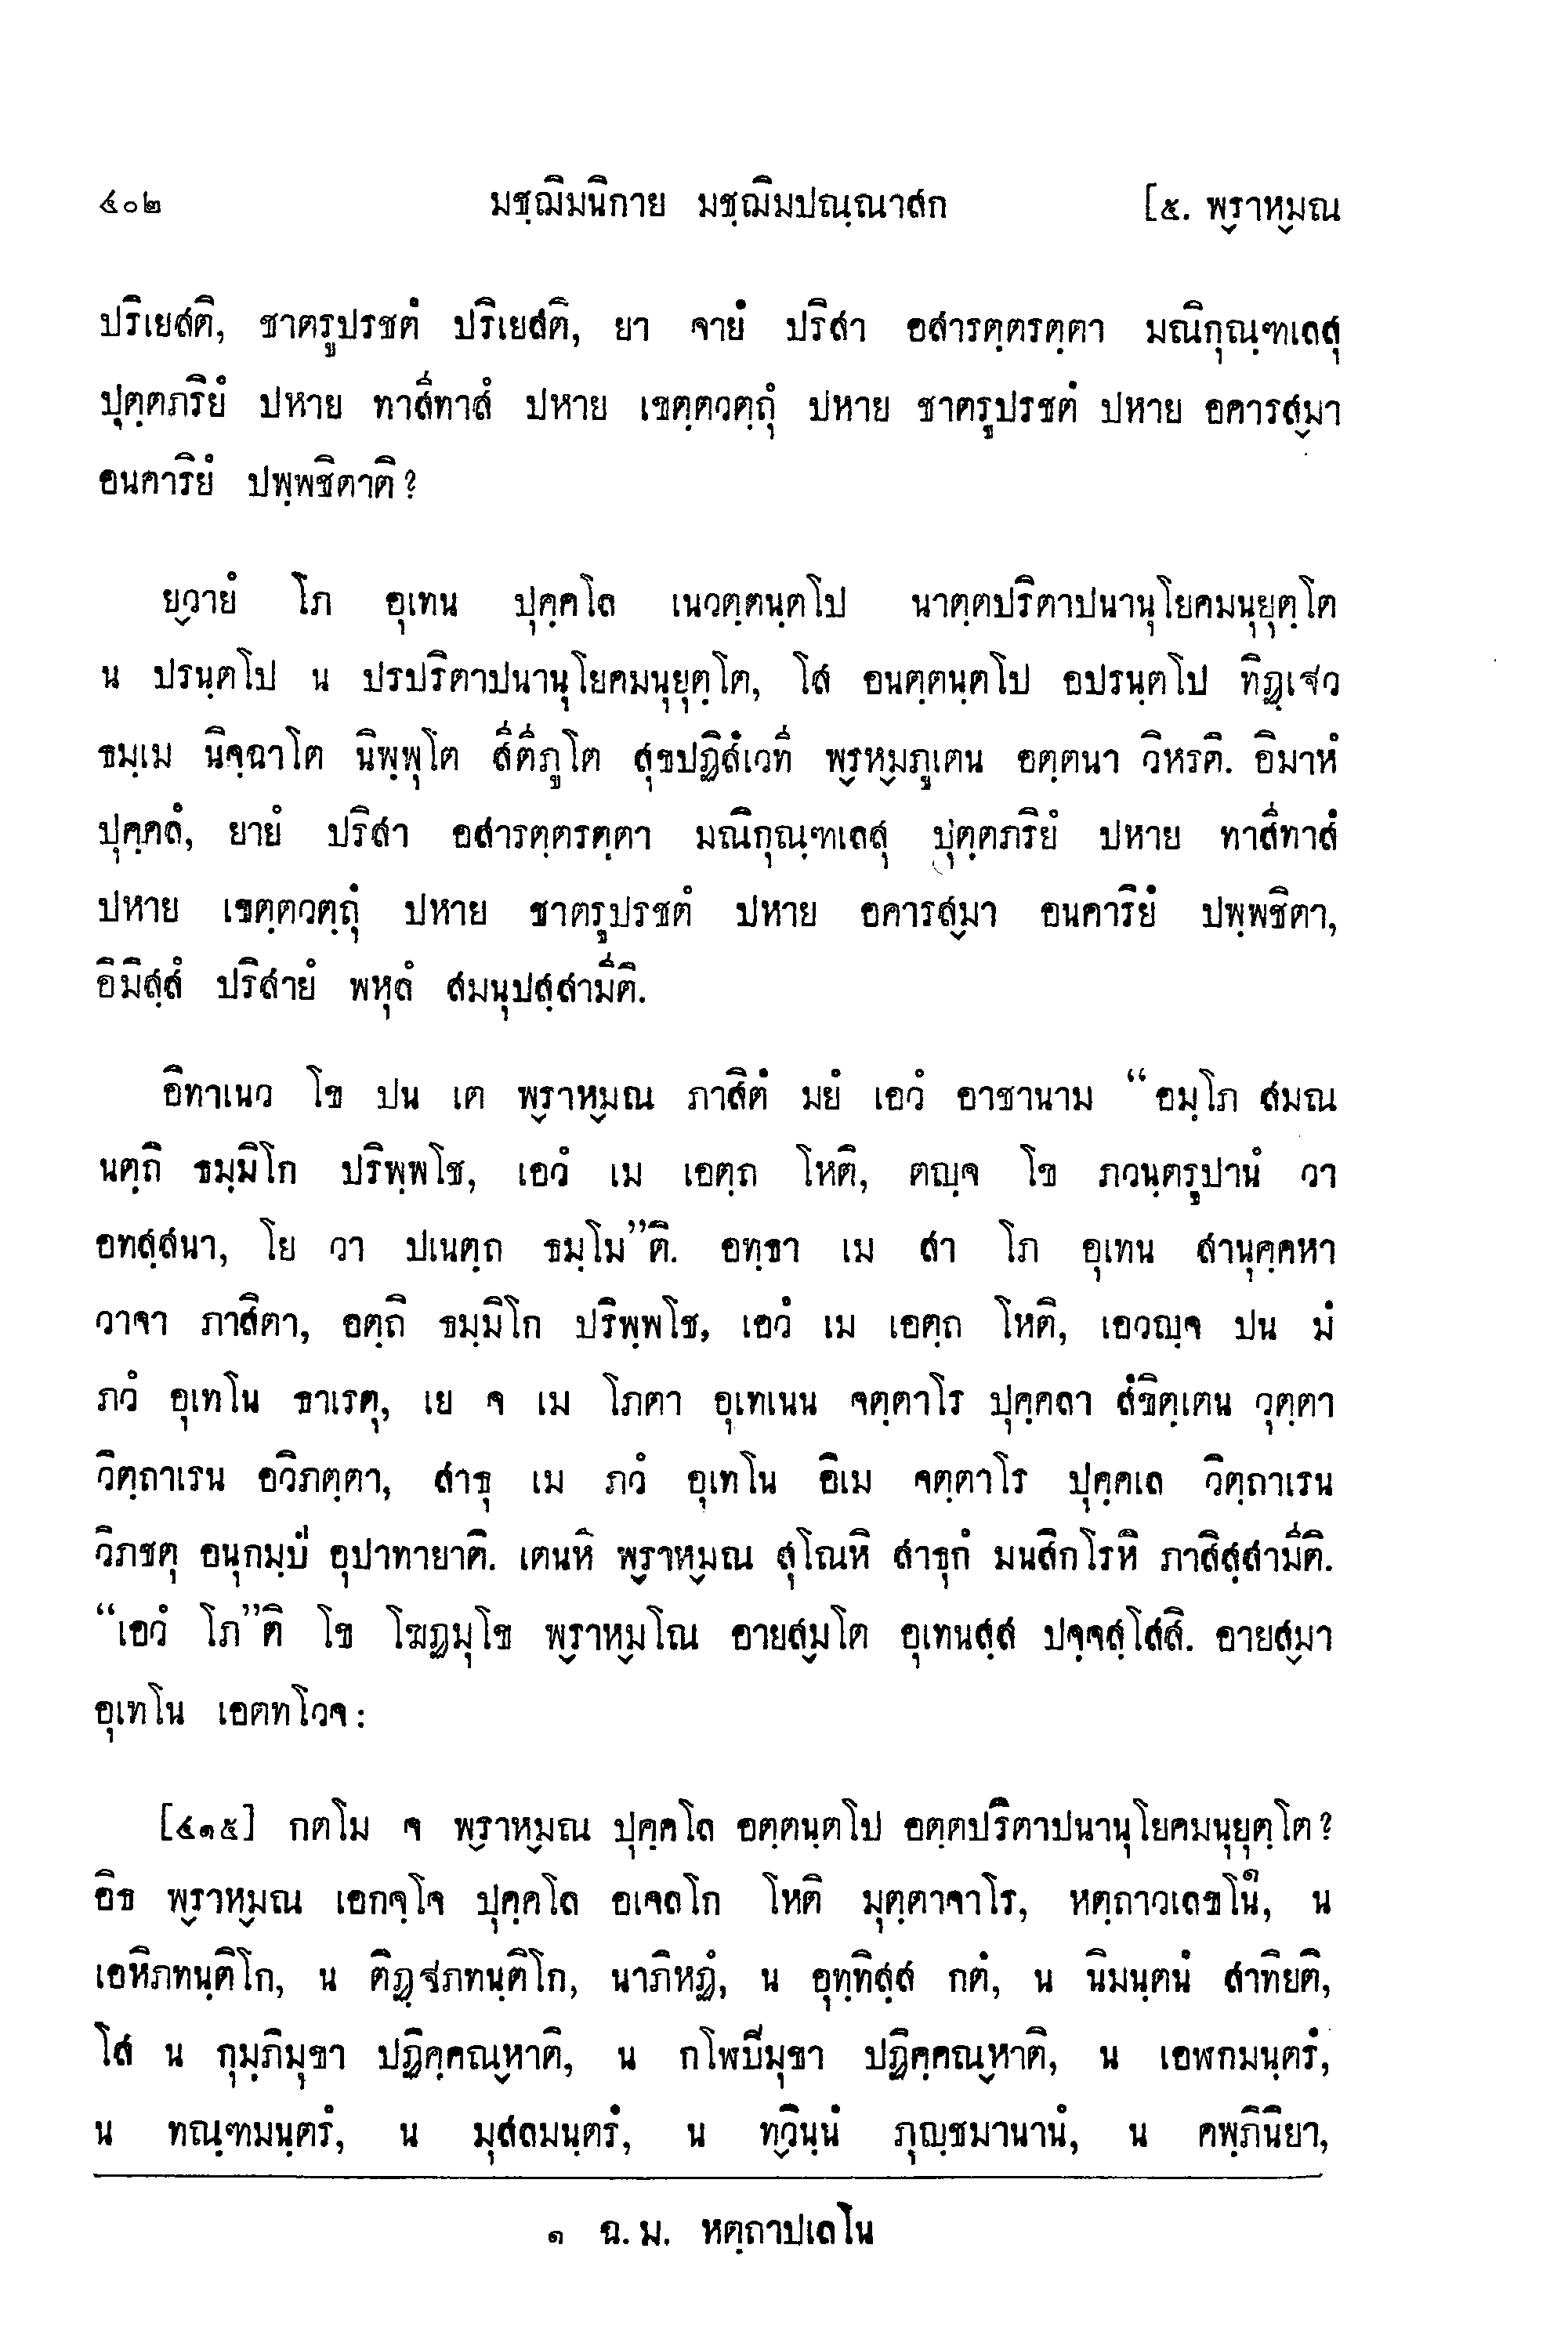 ๔๐๒ มชฺฌิมนิกาย มชฺฌิมปณฺณาสก [๕. พฺราหฺมณ
ปริเยสติ, ชาตรูปรชตํ ปริเยสติ, ยา จายํ ปริสา อสารตฺตรตฺตา มณิกุณฺฑเลสุ
ปุตฺตภริยํ ปหาย ทาสิทาสํ ปหาย เขตฺตวตฺถุํ ปหาย ชาตรูปรชตํ ปหาย อคารสฺมา
อนคาริยํ ปพฺพชิตาติ?
ยฺวายํ โภ อุเทน ปุคฺคโล เนวตฺตนฺตโป นาตฺตปริตาปนานุโยคมนุยุตฺโต
น ปรนฺตโป น ปรปริตาปนานุโยคมนุยุตฺโต, โส อนตฺตนฺตโป อปรนฺตโป ทิฏฺเฐว
ธมฺเม นิจฺฉาโต นิพฺพุโต สีติภูโต สุขปฏิสํเวที พฺรหฺมภูเตน อตฺตนา วิหรติ. อิมาหํ
ปุคฺคลํ, ยายํ ปริสา อสารตฺตรตฺตา มณิกุณฺฑเลสุ ปุตฺตภริยํ ปหาย ทาสิทาสํ
ปหาย เขตฺตวตฺถุํ ปหาย ชาตรูปรชตํ ปหาย อคารสฺมา อนคาริยํ ปพฺพชิตา,
อิมิสฺสํ ปริสายํ พหุลํ สมนุปสฺสามีติ.
อิทาเนว โข ปน เต พฺราหฺมณ ภาสิตํ มยํ เอวํ อาชานาม “อมฺโภ สมณ
นตฺถิ ธมฺมิโก ปริพฺพโช, เอวํ เม เอตฺถ โหติ, ตญฺจ โข ภวนฺตรูปานํ วา
อทสฺสนา, โย วา ปเนตฺถ ธมฺโม”ติ. อทฺธา เม สา โภ อุเทน สานุคฺคหา
วาจา ภาสิตา, อตฺถิ ธมฺมิโก ปริพฺพโช, เอวํ เม เอตฺถ โหติ, เอวญฺจ ปน มํ
ภวํ อุเทโน ธาเรตุ, เย จ เม โภตา อุเทเนน จตฺตาโร ปุคฺคลา สํขิตฺเตน วุตฺตา
วิตฺถาเรน อวิภตฺตา, สาธุ เม ภวํ อุเทโน อิเม จตฺตาโร ปุคฺคเล วิตฺถาเรน
วิภชตุ อนุกมฺปํ อุปาทายาติ. เตนหิ พฺราหฺมณ สุโณหิ สาธุกํ มนสิกโรหิ ภาสิสฺสามีติ.
“เอวํ โภ”ติ โข โฆฏมุโข พฺราหฺมโณ อายสฺมโต อุเทนสฺส ปจฺจสฺโสสิ. อายสฺมา
อุเทโน เอตทโวจ:
[๔๑๕] กตโม จ พฺราหฺมณ ปุคฺคโล อตฺตนฺตโป อตฺตปริตาปนานุโยคมนุยุตฺโต?
อิธ พฺราหฺมณ เอกจฺโจ ปุคฺคโล อเจลโก โหติ มุตฺตาจาโร, หตฺถาวเลขโน๑, น
เอหิภทนฺติโก, น ติฏฺฐภทนฺติโก, นาภิหฏํ, น อุทฺทิสฺส กตํ, น นิมนฺตนํ สาทิยติ,
โส น กุมฺภิมุขา ปฏิคฺคณฺหาติ, น กโฬปิมุขา ปฏิคฺคณฺหาติ, น เอฬกมนฺตรํ,
น ทณฺฑมนฺตรํ, น มุสลมนฺตรํ, น ทฺวินฺนํ ภุญฺชมานานํ, น คพฺภินิยา,
๑ ฉ.ม. หตฺถาปเลโน